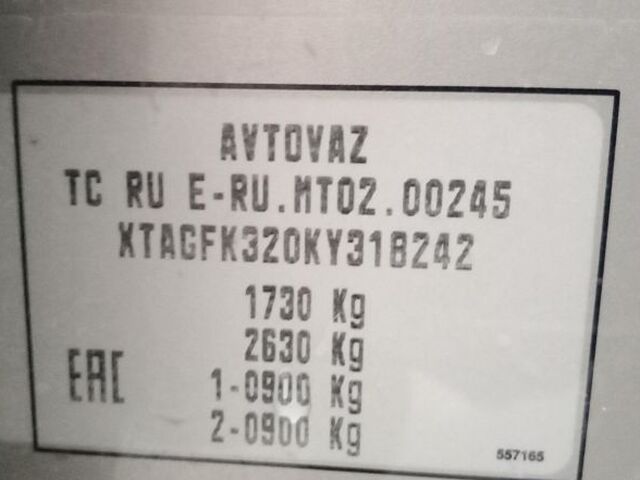 AVTOVAZ
TC RU E-RU.MT02.00245
XTAGFK320KY318242
1730 Kg
2630 Kg
EAC
1-0900 Kg
2-0900 Kg
557165